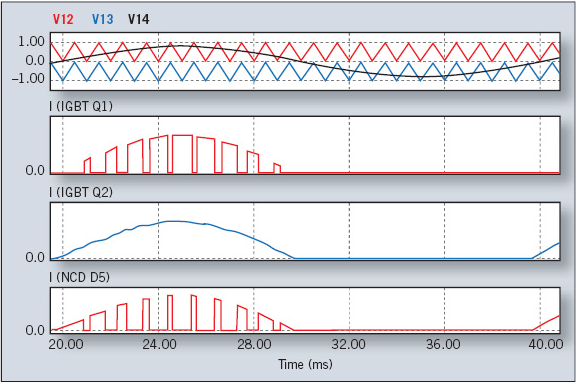 V12 V13 V14
1.00
0.0
–1.00
I (IGBT Q1)
0.0
I (IGBT Q2)
0.0
I (NCD D5)
0.0
20.00 24.00 28.00 32.00 36.00 40.00
Time (ms)